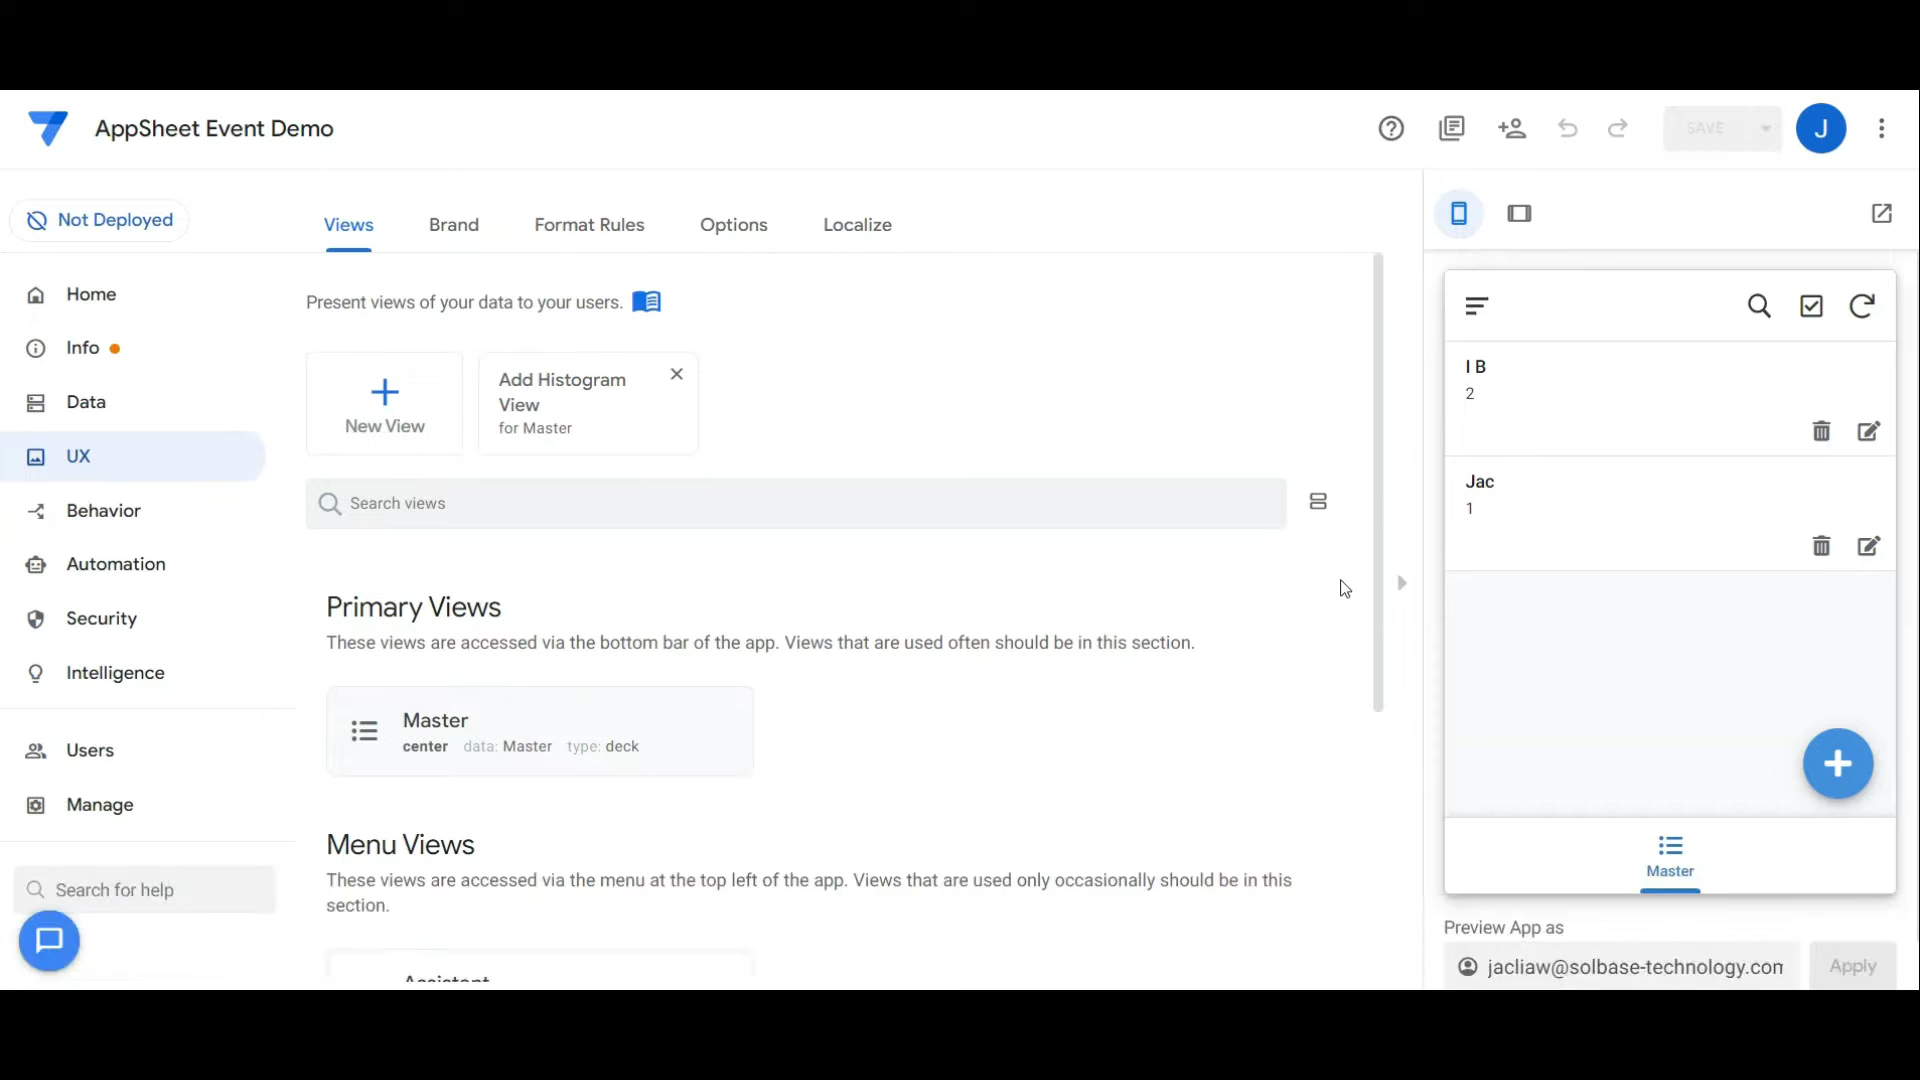 AppSheet Event Demo
SAVE
J
Not Deployed
Home
Info
Data
UX
Behavior
Automation
Security
Intelligence
Users
Manage
Search for help
Views
Brand
Format Rules
Options
Localize
Present views of your data to your users.
New View
Add Histogram
View
for Master
Search views
Primary Views
These views are accessed via the bottom bar of the app. Views that are used often should be in this section.
Master
center data: Master type: deck
Menu Views
These views are accessed via the menu at the top left of the app. Views that are used only occasionally should be in this
section.
Assistant
I B
2
Jac
1
Master
Preview App as
jacliaw@solbase-technology.com
Apply